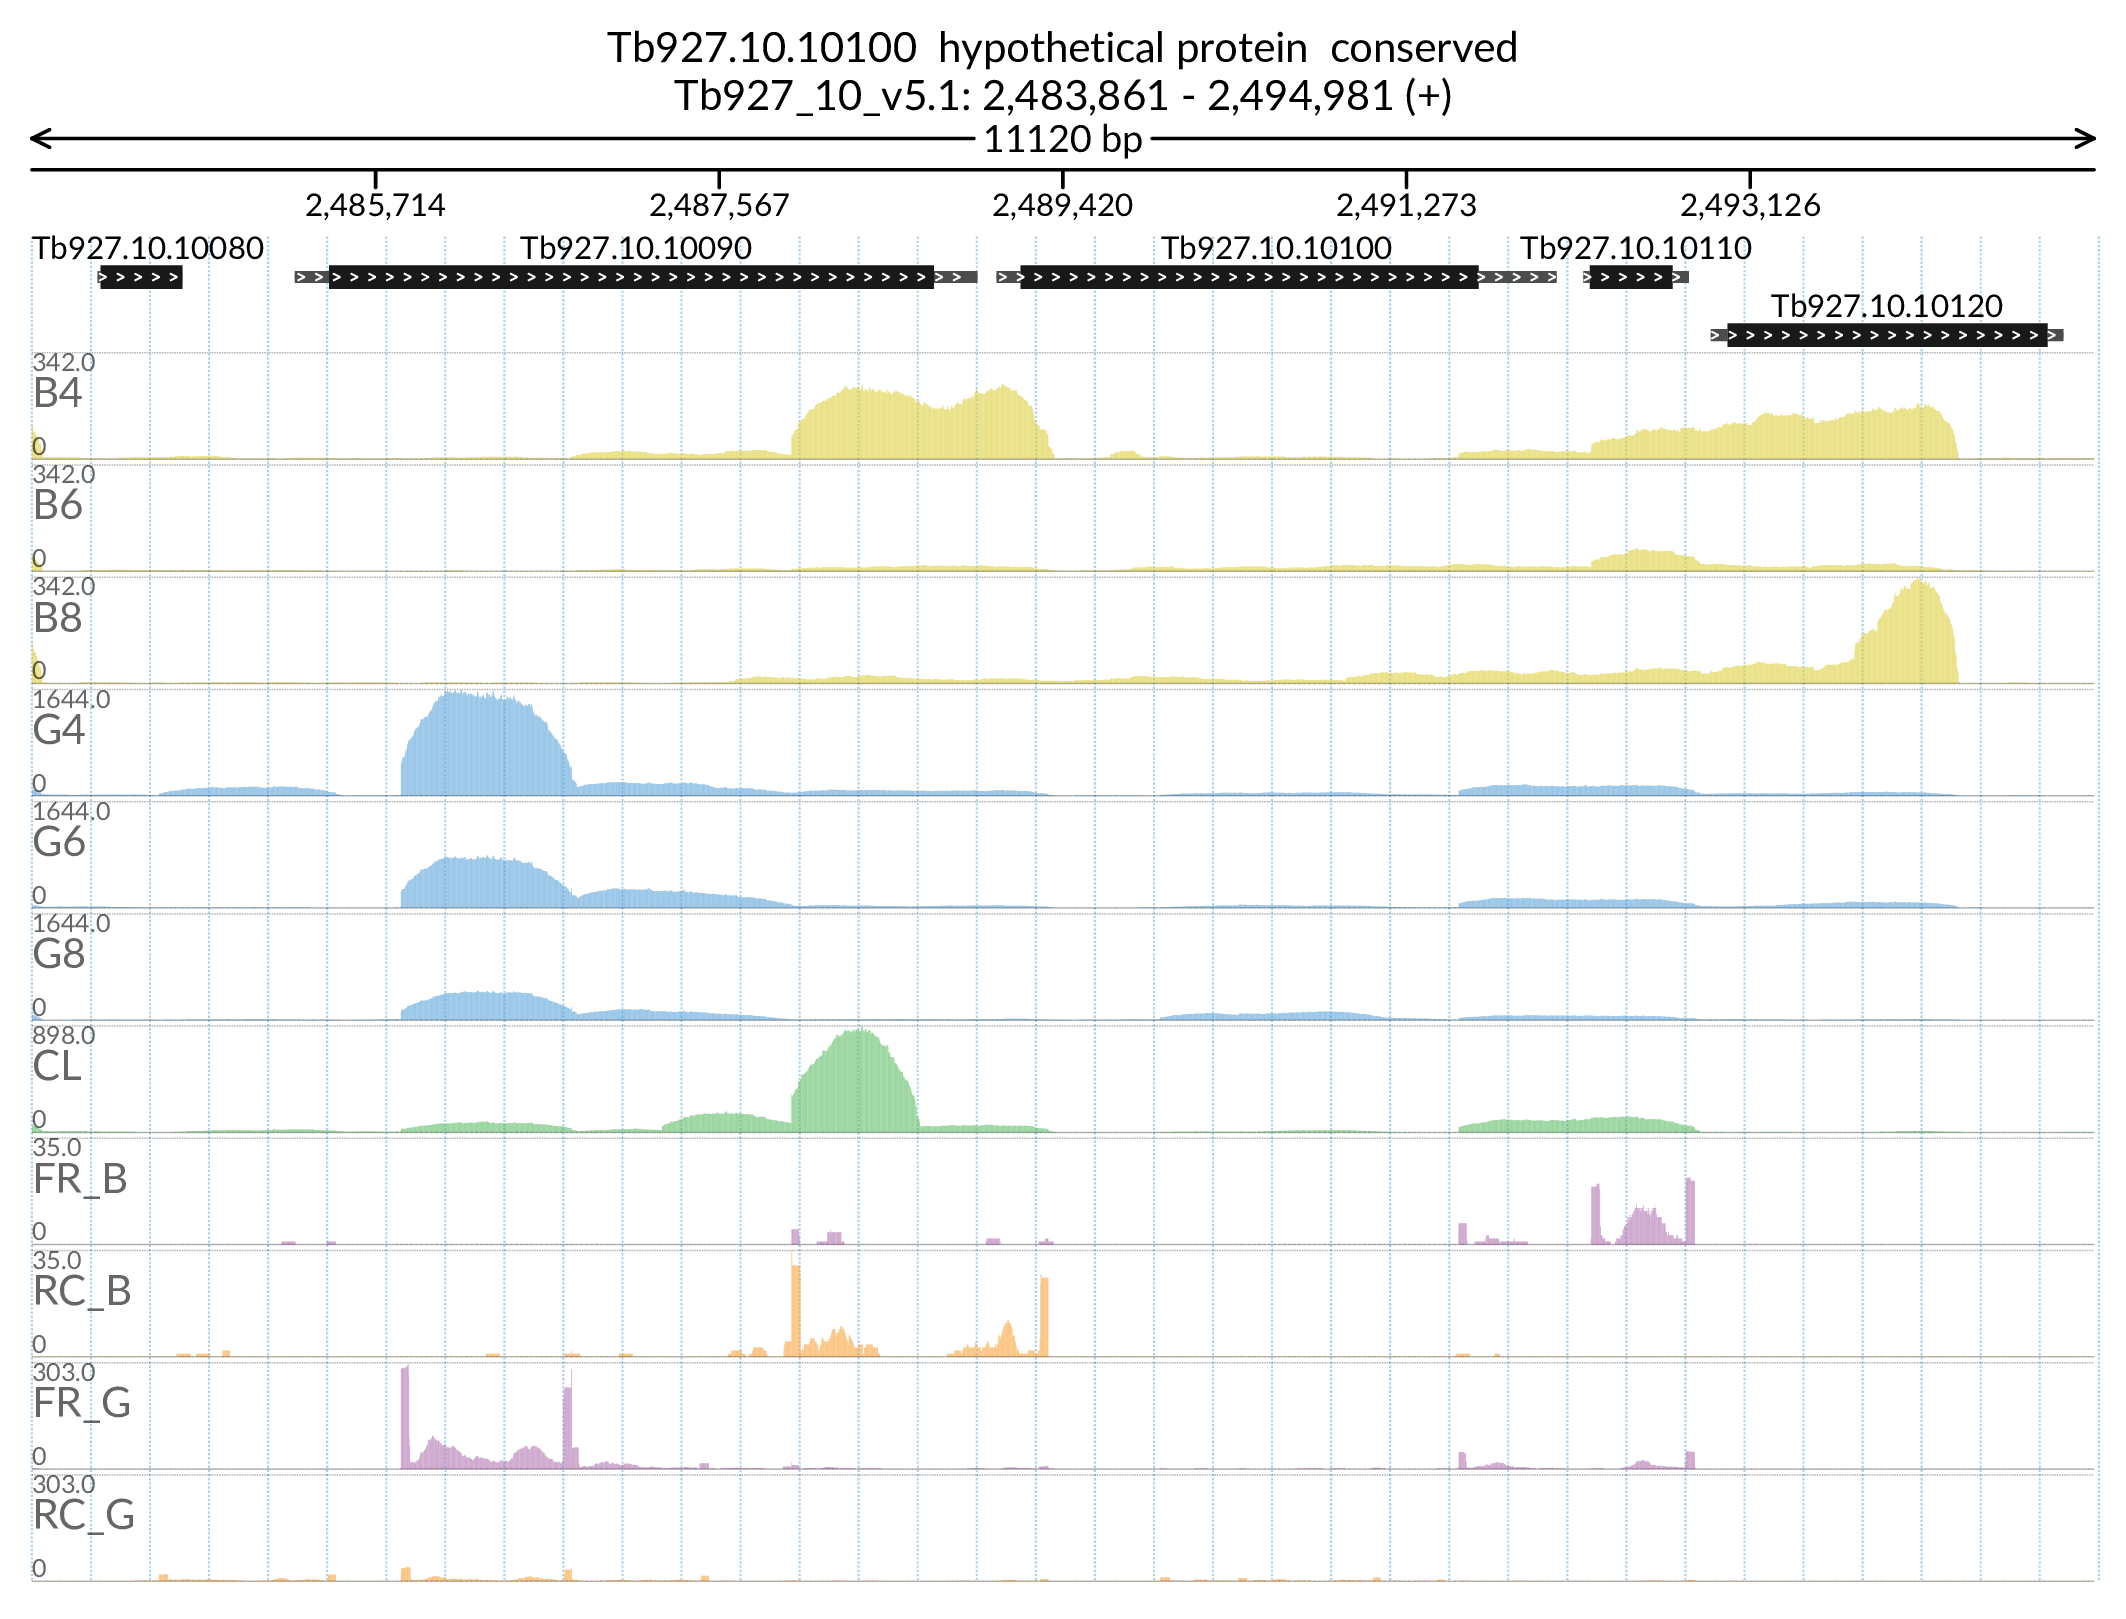 Tb927.10.10100  hypothetical protein  conserved
Tb927_10_v5.1: 2,483,861 - 2,494,981 (+)
11120 bp
2,485,714 2,487,567 2,489,420 2,491,273 2,493,126
Tb927.10.10080 Tb927.10.10090 Tb927.10.10100 Tb927.10.10110
Tb927.10.10120
342.0
B4
0
342.0
B6
0
342.0
B8
0
1644.0
G4
0
1644.0
G6
0
1644.0
G8
0
898.0
CL
0
35.0
FR_B
0
35.0
RC_B
0
303.0
FR_G
0
303.0
RC_G
0